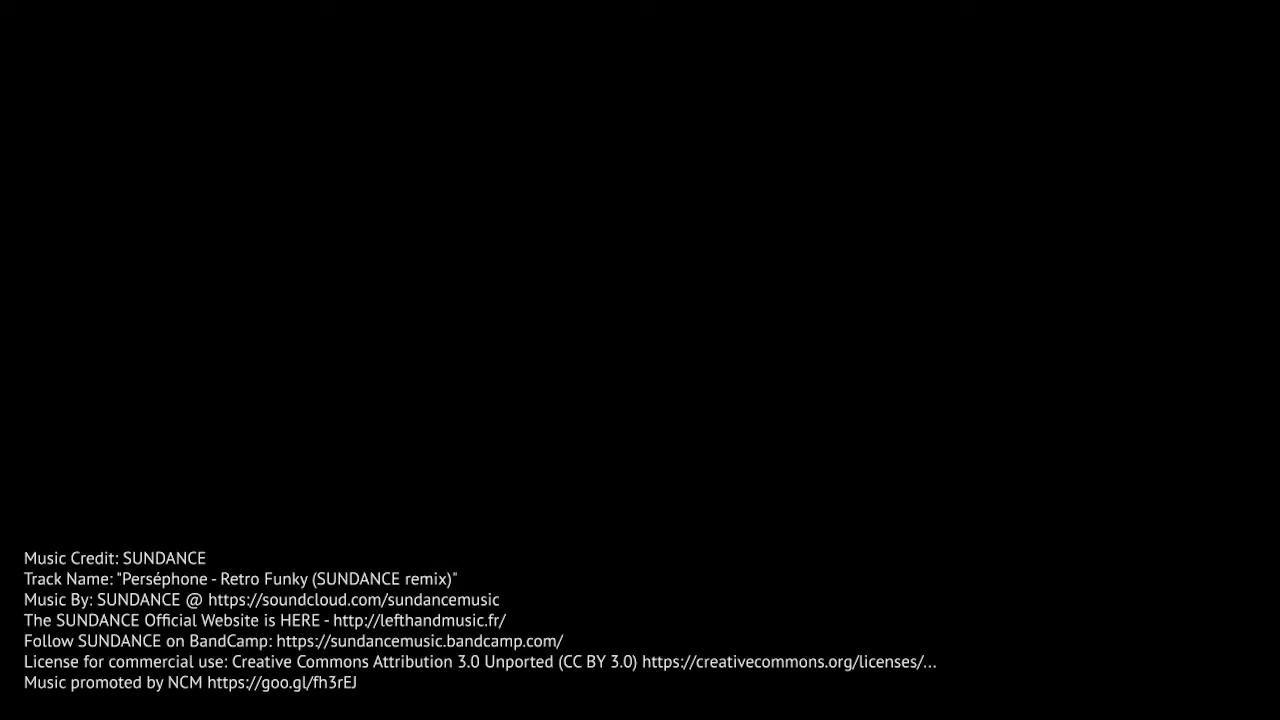 Music Credit: SUNDANCE
Track Name: "Perséphone - Retro Funky (SUNDANCE remix)"
Music By: SUNDANCE @ https://soundcloud.com/sundancemusic
The SUNDANCE Official Website is HERE - http://lefthandmusic.fr/
Follow SUNDANCE on BandCamp: https://sundancemusic.bandcamp.com/
License for commercial use: Creative Commons Attribution 3.0 Unported (CC BY 3.0) https://creativecommons.org/licenses/...
Music promoted by NCM https://goo.gl/fh3rEJ